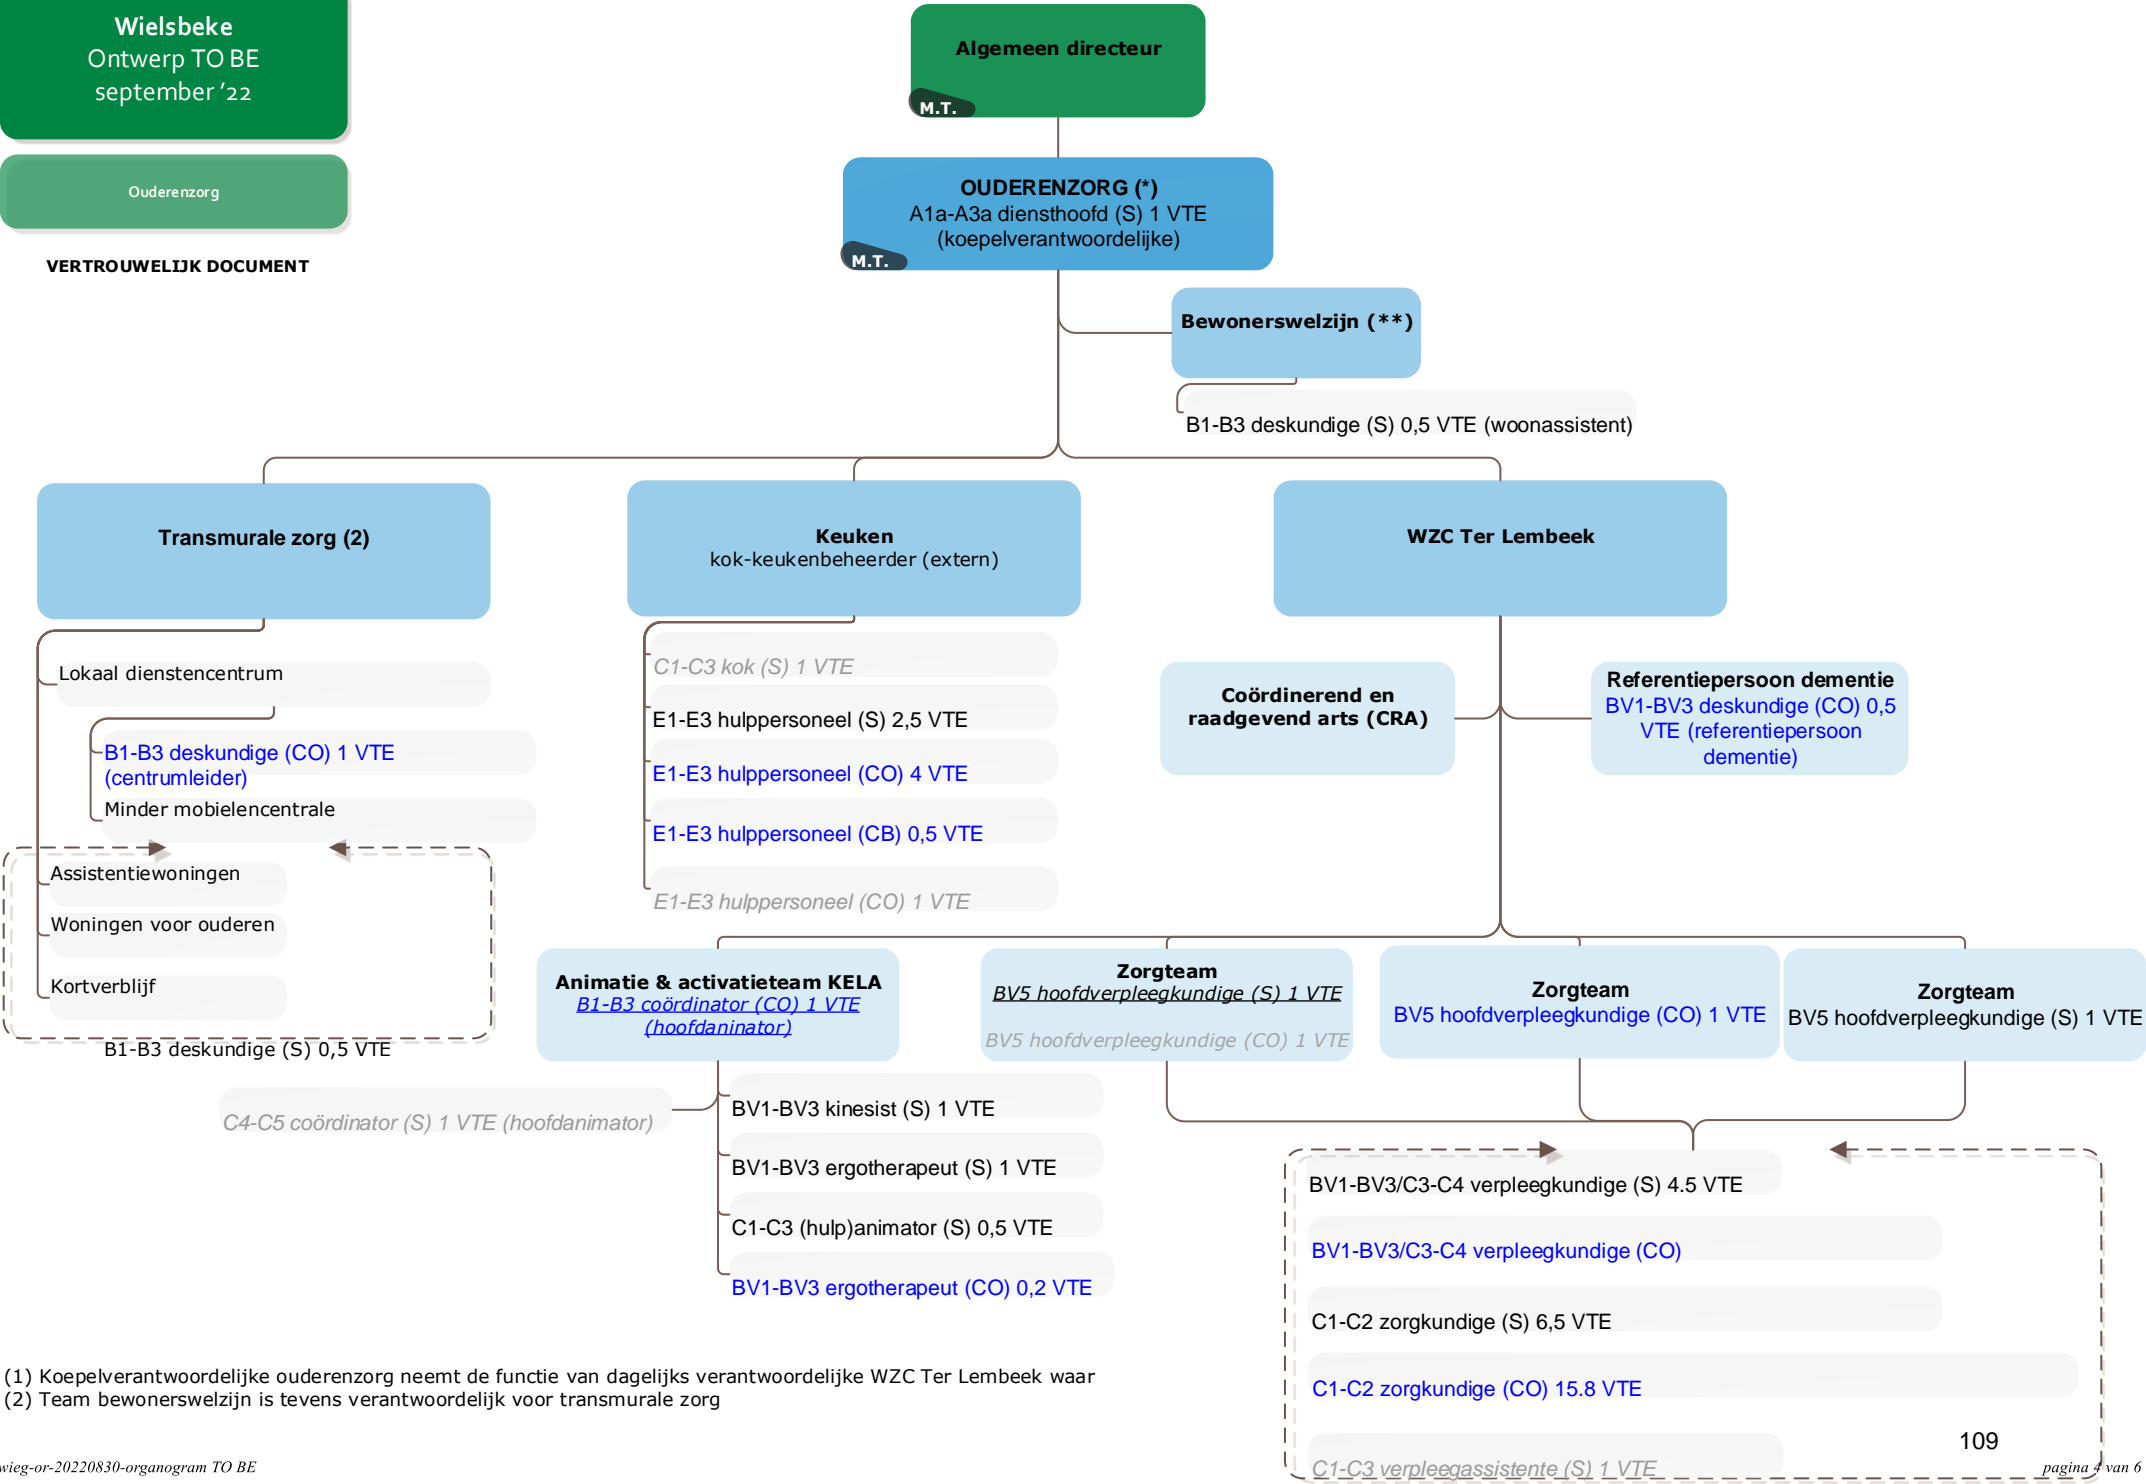 Wielsbeke
Ontwerp TO BE
september '22
Ouderenzorg
VERTROUWELIJK DOCUMENT
Algemeen directeur
M.T.
OUDERENZORG (*)
A1a-A3a diensthoofd (S) 1 VTE
(koepelverantwoordelijke)
M.T.
Bewonerswelzijn (**)
B1-B3 deskundige (S) 0,5 VTE (woonassistent)
Transmurale zorg (2)
Keuken
kok-keukenbeheerder (extern)
WZC Ter Lembeek
Lokaal dienstencentrum
B1-B3 deskundige (CO) 1 VTE
(centrumleider)
Minder mobielencentrale
Assistentiewoningen
Woningen voor ouderen
Kortverblijf
B1-B3 deskundige (S) 0,5 VTE
C1-C3 kok (S) 1 VTE
E1-E3 hulppersoneel (S) 2,5 VTE
E1-E3 hulppersoneel (CO) 4 VTE
E1-E3 hulppersoneel (CB) 0,5 VTE
E1-E3 hulppersoneel (CO) 1 VTE
Coördinerend en
raadgevend arts (CRA)
Referentiepersoon dementie
BV1-BV3 deskundige (CO) 0,5
VTE (referentiepersoon
dementie)
Animatie & activatieteam KELA
B1-B3 coördinator (CO) 1 VTE
(hoofdaninator)
Zorgteam
BV5 hoofdverpleegkundige (S) 1 VTE
BV5 hoofdverpleegkundige (CO) 1 VTE
Zorgteam
BV5 hoofdverpleegkundige (CO) 1 VTE
Zorgteam
BV5 hoofdverpleegkundige (S) 1 VTE
C4-C5 coördinator (S) 1 VTE (hoofdanimator)
BV1-BV3 kinesist (S) 1 VTE
BV1-BV3 ergotherapeut (S) 1 VTE
C1-C3 (hulp)animator (S) 0,5 VTE
BV1-BV3 ergotherapeut (CO) 0,2 VTE
BV1-BV3/C3-C4 verpleegkundige (S) 4.5 VTE
BV1-BV3/C3-C4 verpleegkundige (CO)
C1-C2 zorgkundige (S) 6,5 VTE
C1-C2 zorgkundige (CO) 15.8 VTE
C1-C3 verpleegassistente (S) 1 VTE
(1) Koepelverantwoordelijke ouderenzorg neemt de functie van dagelijks verantwoordelijke WZC Ter Lembeek waar
(2) Team bewonerswelzijn is tevens verantwoordelijk voor transmurale zorg
109
wieg-or-20220830-organogram TO BE
pagina 4 van 6